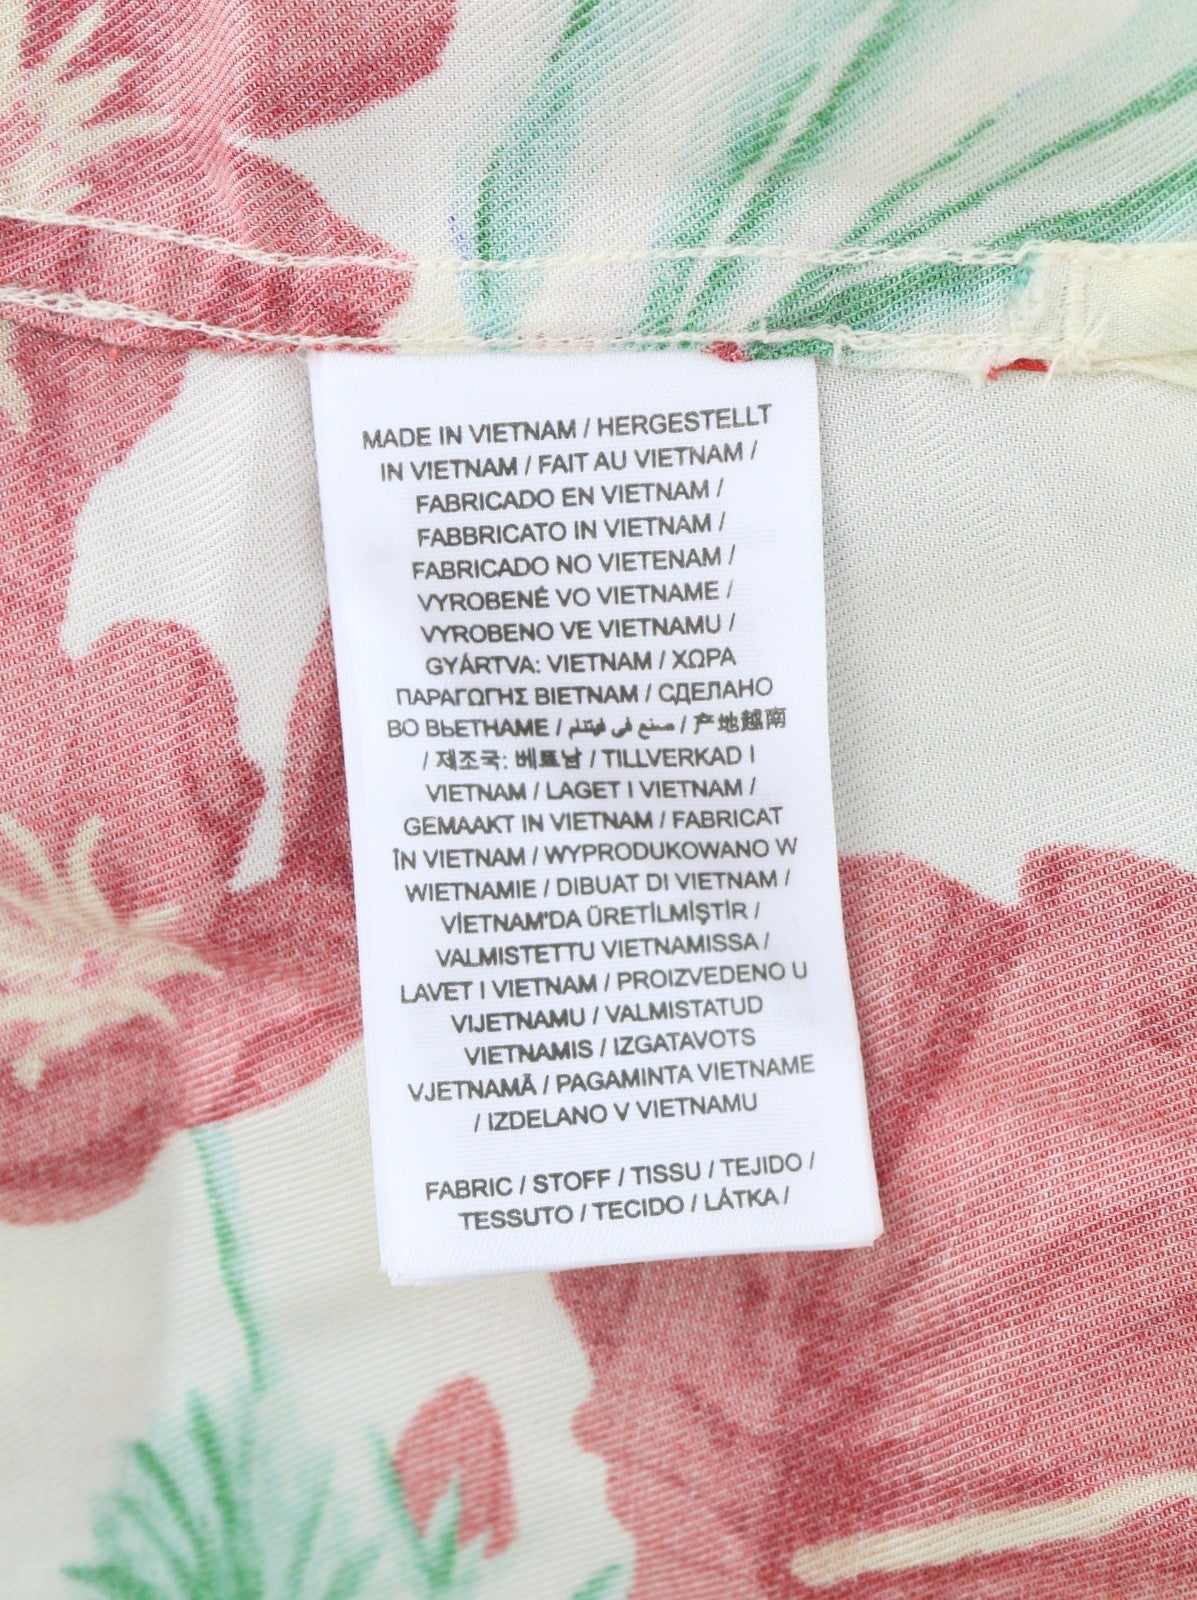 MADE IN VIETNAM / HERGESTELLT
IN VIETNAM / FAIT AU VIETNAM /
FABRICADO EN VIETNAM /
FABBRICATO IN VIETNAM /
FABRICADO NO VIETENAM /
VYROBENÉ VO VIETNAME /
VYROBENO VE VIETNAMU /
GYÁRTVA: VIETNAM / ΧΩΡΑ
ΠΑΡΑΓΩΓΗΣ ΒΙΕΤΝΑΜ / СДЕЛАНО
ВО ВЬЕТНАМЕ / صنع في فيتنام / 产地越南
/ 제조국: 베트남 / TILLVERKAD I
VIETNAM / LAGET I VIETNAM /
GEMAAKT IN VIETNAM / FABRICAT
ÎN VIETNAM / WYPRODUKOWANO W
WIETNAMIE / DIBUAT DI VIETNAM /
VİETNAM'DA ÜRETİLMİŞTİR /
VALMISTETTU VIETNAMISSA /
LAVET I VIETNAM / PROIZVEDENO U
VIJETNAMU / VALMISTATUD
VIETNAMIS / IZGATAVOTS
VJETNAMĀ / PAGAMINTA VIETNAME
/ IZDELANO V VIETNAMU
FABRIC / STOFF / TISSU / TEJIDO /
TESSUTO / TECIDO / LÁTKA /